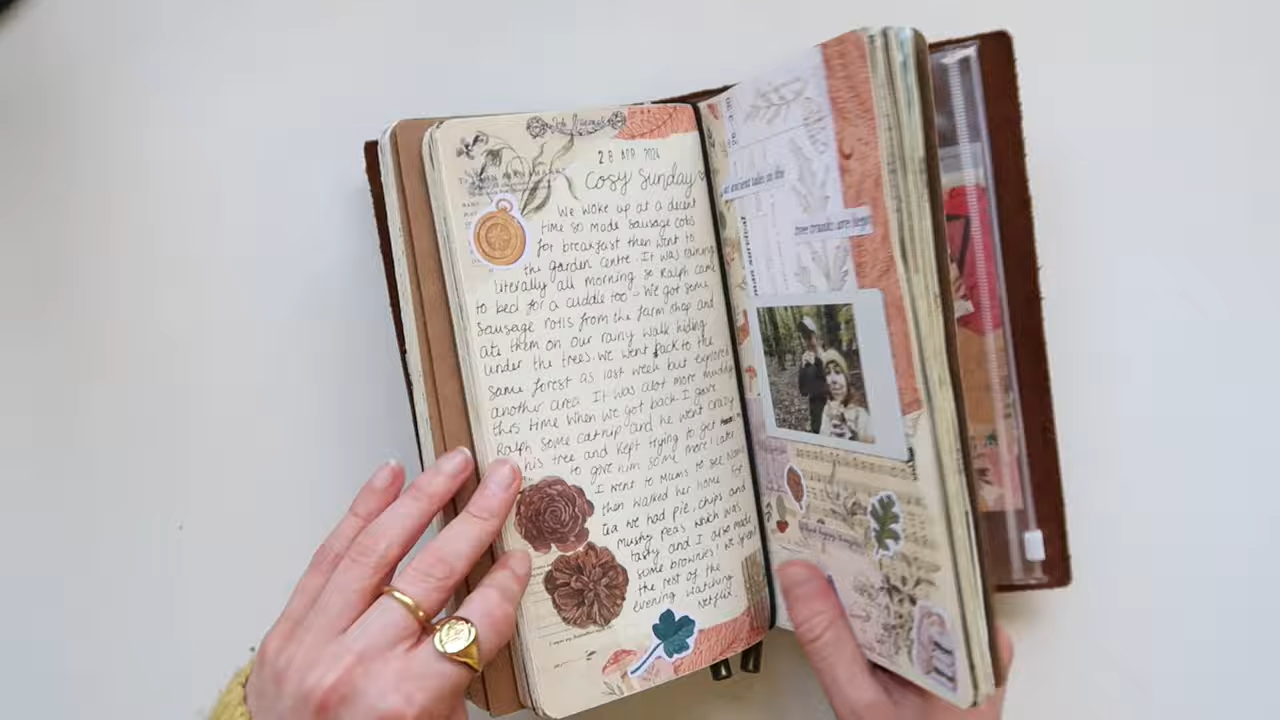 28 APR 2024
Cosy Sunday
We woke up at a decent
time so made sausage cobs
for breakfast then went to
the garden centre. It was raining
literally all morning so Ralph came
to bed for a cuddle too - We got some
sausage rolls from the farm shop and
ate them on our rainy walk hiding
under the trees. We went back to the
same forest as last week but explored
another area. It was alot more muddy
this time. When we got back I gave
Ralph some catnip and he went crazy
his tree and kept trying to get
to give him some more! Later
I went to Mums to see Nanny
then walked her home. For
tea we had pie, chips and
mushy peas which was
tasty and I also made
some brownies! We spent
the rest of the
evening watching
Netflix.
man survival